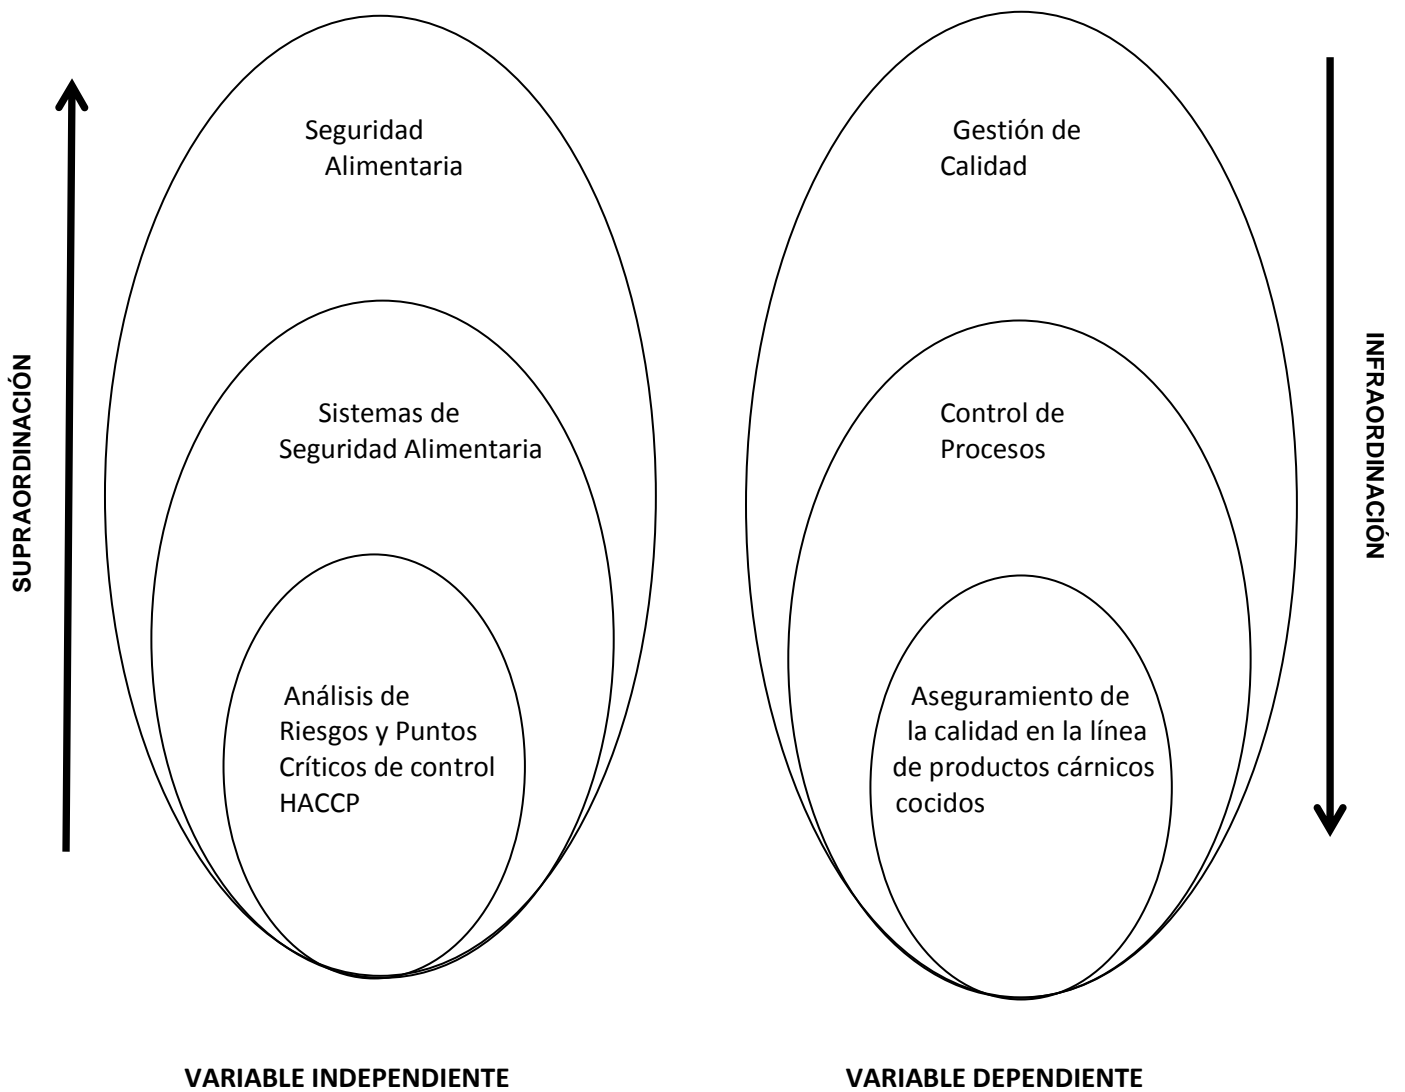 SUPRAORDINACIÓN
Seguridad
Alimentaria
Sistemas de
Seguridad Alimentaria
Análisis de
Riesgos y Puntos
Críticos de control
HACCP
VARIABLE INDEPENDIENTE
Gestión de
Calidad
Control de
Procesos
Aseguramiento de
la calidad en la línea
de productos cárnicos
cocidos
VARIABLE DEPENDIENTE
INFRAORDINACIÓN